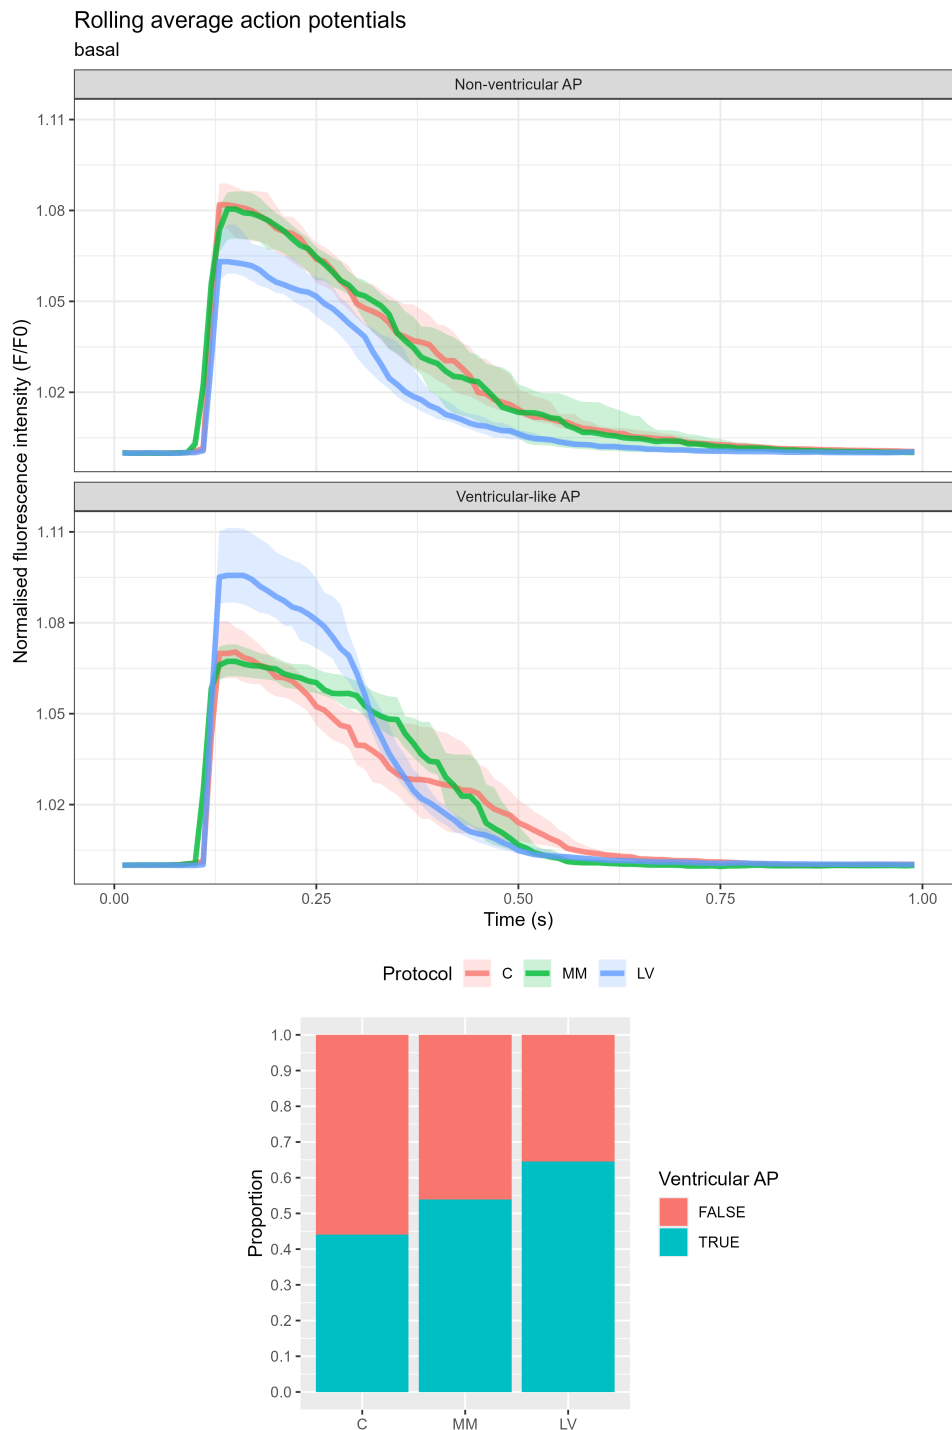 Rolling average action potentials
basal
Non-ventricular AP
1.11
1.08
1.05
1.02
Normalised fluorescence intensity (F/F0)
Ventricular-like AP
1.11
1.08
1.05
1.02
0.00 0.25 0.50 0.75 1.00
Time (s)
Protocol C MM LV
1.0
0.9
0.8
0.7
0.6
0.5
0.4
0.3
0.2
0.1
0.0
Proportion
C MM LV
Ventricular AP
FALSE
TRUE